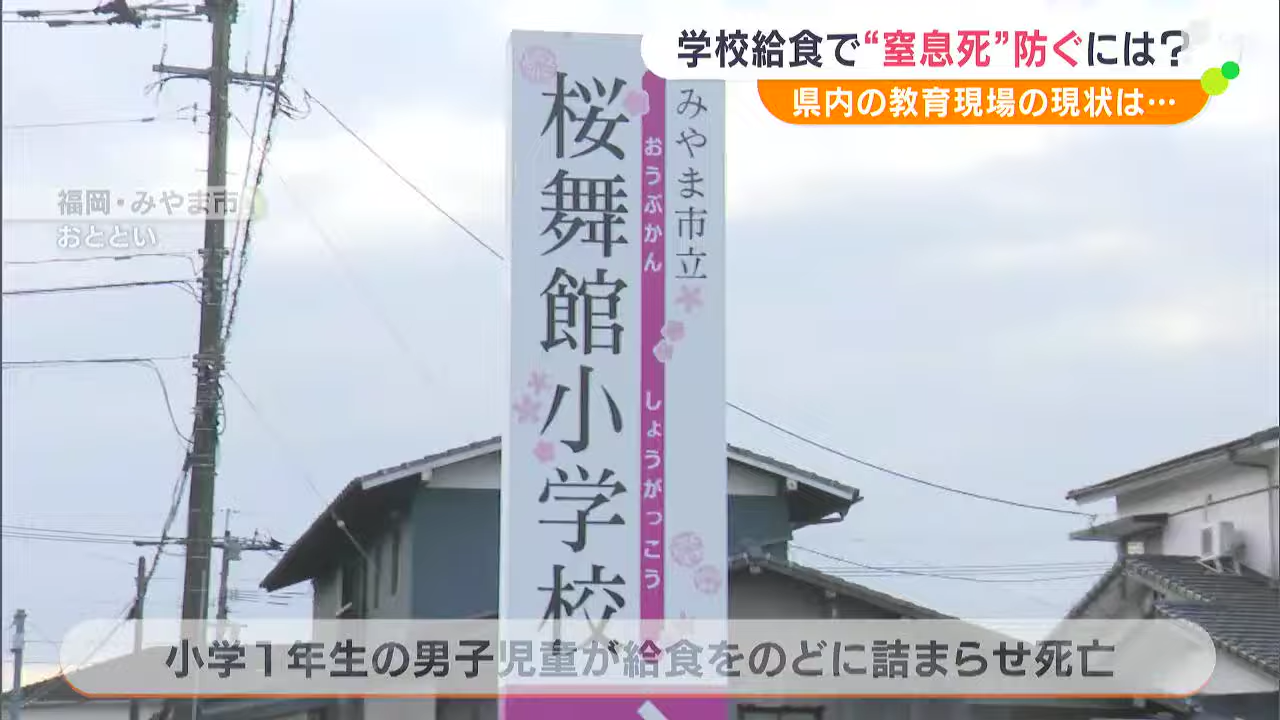 学校給食で“窒息死”防ぐには？
県内の教育現場の現状は…
福岡・みやま市
おととい
みやま市立
おうぶかん　しょうがっこう
桜舞館小学校
小学１年生の男子児童が給食をのどに詰まらせ死亡